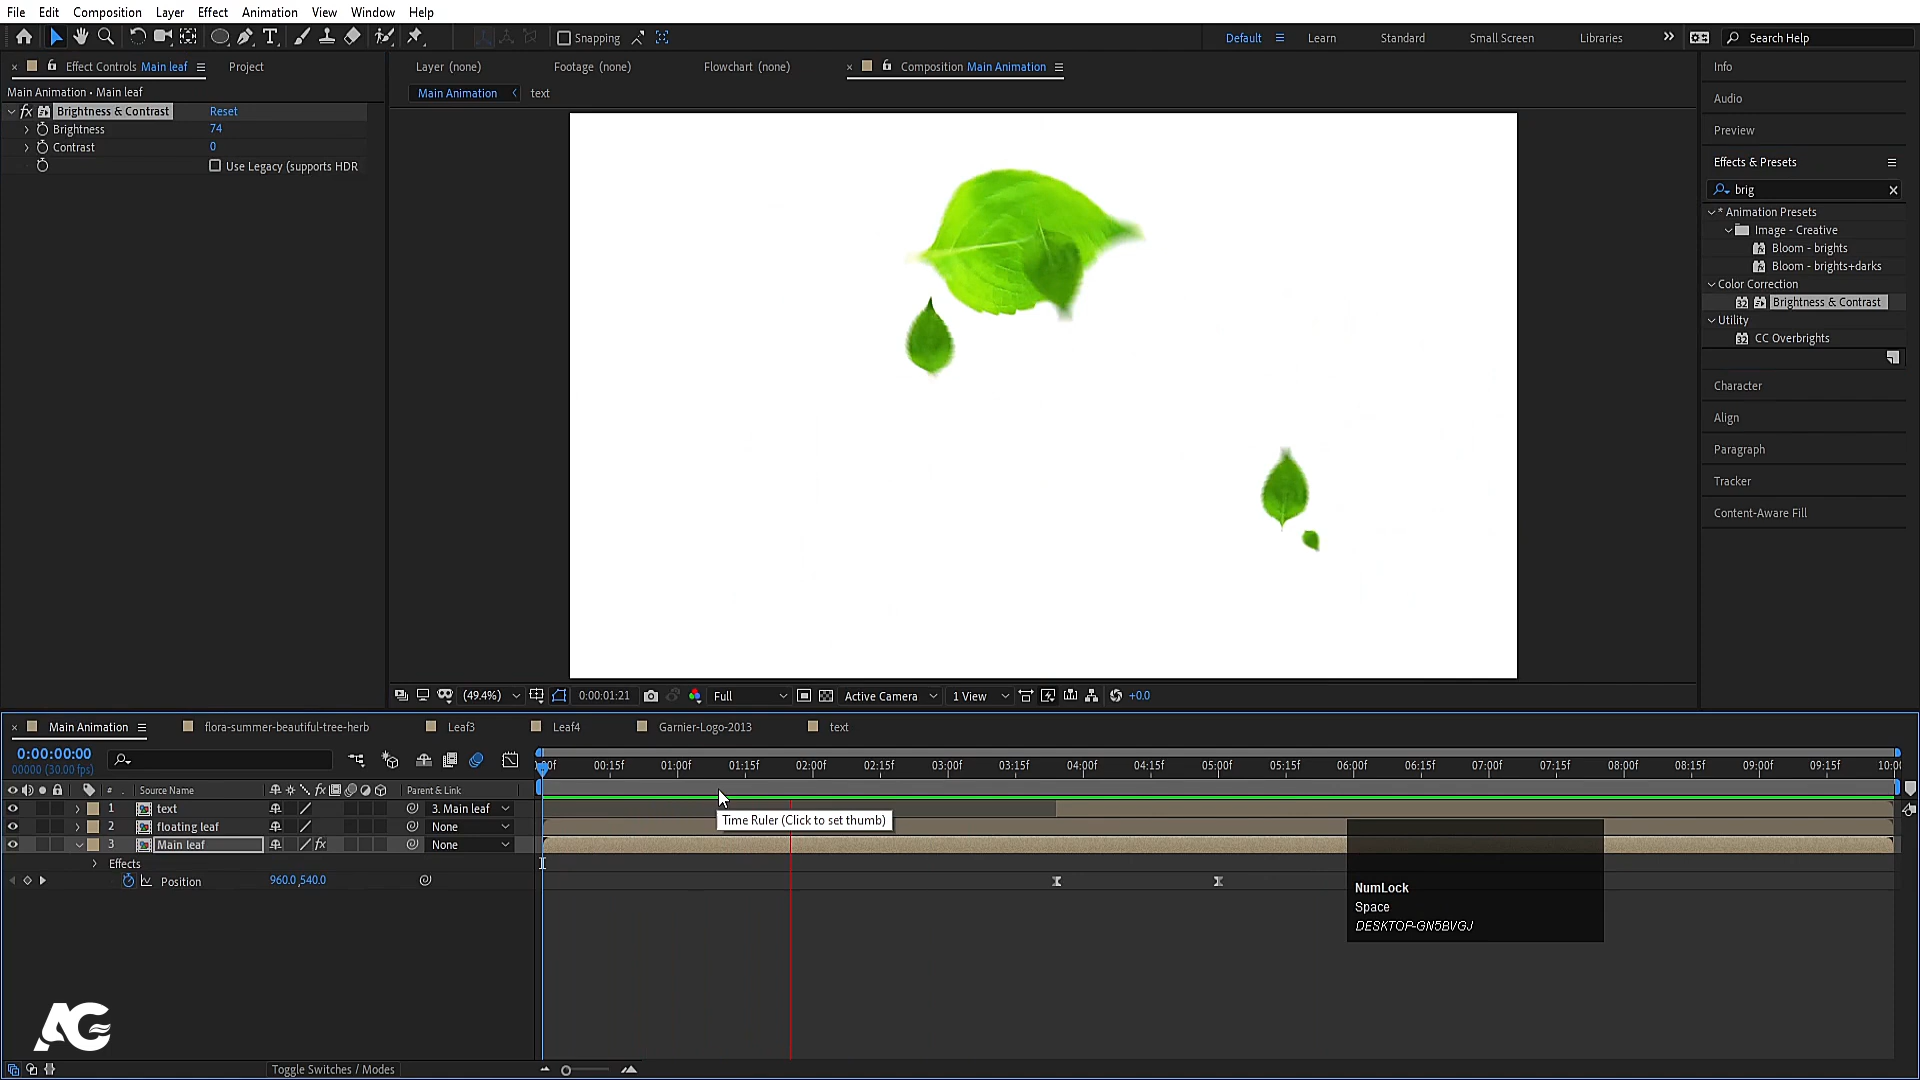 File Edit Composition Layer Effect Animation View Window Help
Snapping Default Learn Standard Small Screen Libraries Search Help
Effect Controls Main leaf Project
Layer (none) Footage (none) Flowchart (none) Composition Main Animation
Main Animation • Main leaf
Main Animation text
fx Brightness & Contrast Reset
Brightness 74
Contrast 0
Use Legacy (supports HDR
Info
Audio
Preview
Effects & Presets
brig
* Animation Presets
Image - Creative
Bloom - brights
Bloom - brights+darks
Color Correction
32 Brightness & Contrast
Utility
32 CC Overbrights
Character
Align
Paragraph
Tracker
Content-Aware Fill
(49.4%) 0:00:01:21 Full Active Camera 1 View +0.0
Main Animation flora-summer-beautiful-tree-herb Leaf3 Leaf4 Garnier-Logo-2013 text
0:00:00:00
00000 (30.00 fps)
00:15f 01:00f 01:15f 02:00f 02:15f 03:00f 03:15f 04:00f 04:15f 05:00f 05:15f 06:00f 06:15f 07:00f 07:15f 08:00f 08:15f 09:00f 09:15f 10:0
# Source Name fx Parent & Link
1 text 3. Main leaf
2 floating leaf None
3 Main leaf fx None
Effects
Position 960.0,540.0
Time Ruler (Click to set thumb)
NumLock
Space
DESKTOP-GN5BVGJ
AG
Toggle Switches / Modes